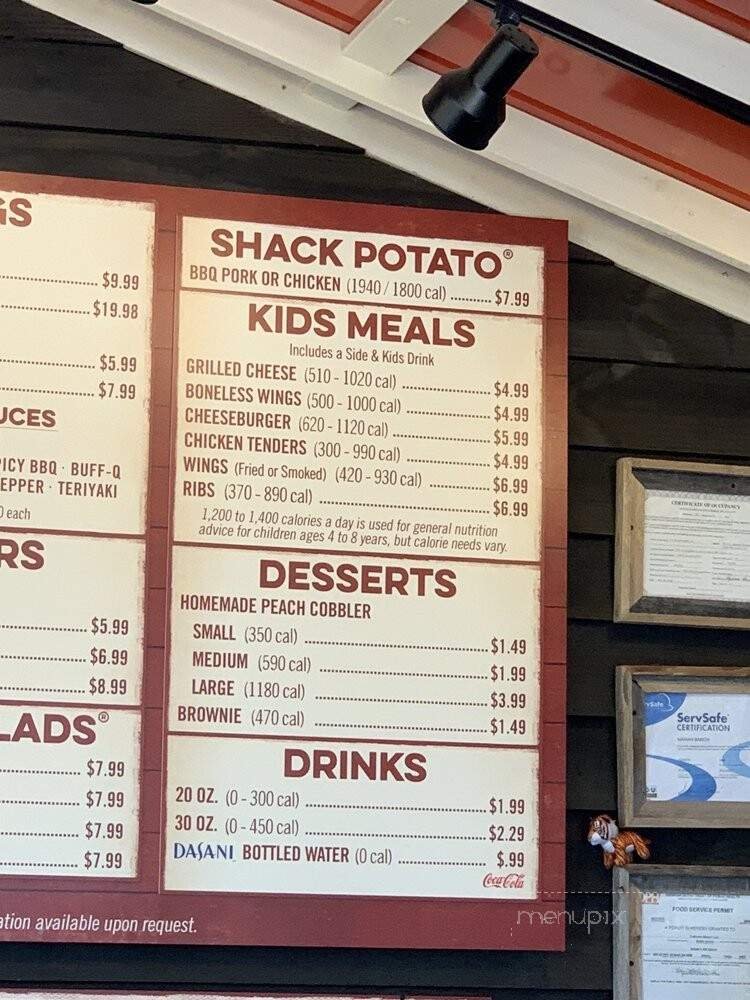 GS
$9.99
$19.98
$5.99
$7.99
UCES
ICY BBQ · BUFF-Q
EPPER · TERIYAKI
0 each
RS
$5.99
$6.99
$8.99
LADS®
$7.99
$7.99
$7.99
$7.99
ation available upon request.
SHACK POTATO®
BBQ PORK OR CHICKEN (1940 / 1800 cal) .......... $7.99
KIDS MEALS
Includes a Side & Kids Drink
GRILLED CHEESE (510 - 1020 cal) .......... $4.99
BONELESS WINGS (500 - 1000 cal) .......... $4.99
CHEESEBURGER (620 - 1120 cal) .......... $5.99
CHICKEN TENDERS (300 - 990 cal) .......... $4.99
WINGS (Fried or Smoked) (420 - 930 cal) .......... $6.99
RIBS (370 - 890 cal) .......... $6.99
1,200 to 1,400 calories a day is used for general nutrition
advice for children ages 4 to 8 years, but calorie needs vary.
DESSERTS
HOMEMADE PEACH COBBLER
SMALL (350 cal) .......... $1.49
MEDIUM (590 cal) .......... $1.99
LARGE (1180 cal) .......... $3.99
BROWNIE (470 cal) .......... $1.49
DRINKS
20 OZ. (0 - 300 cal) .......... $1.99
30 OZ. (0 - 450 cal) .......... $2.29
DASANI BOTTLED WATER (0 cal) .......... $.99
Coca-Cola
menupix
CERTIFICATE OF OCCUPANCY
ServSafe
CERTIFICATION
FOOD SERVICE PERMIT